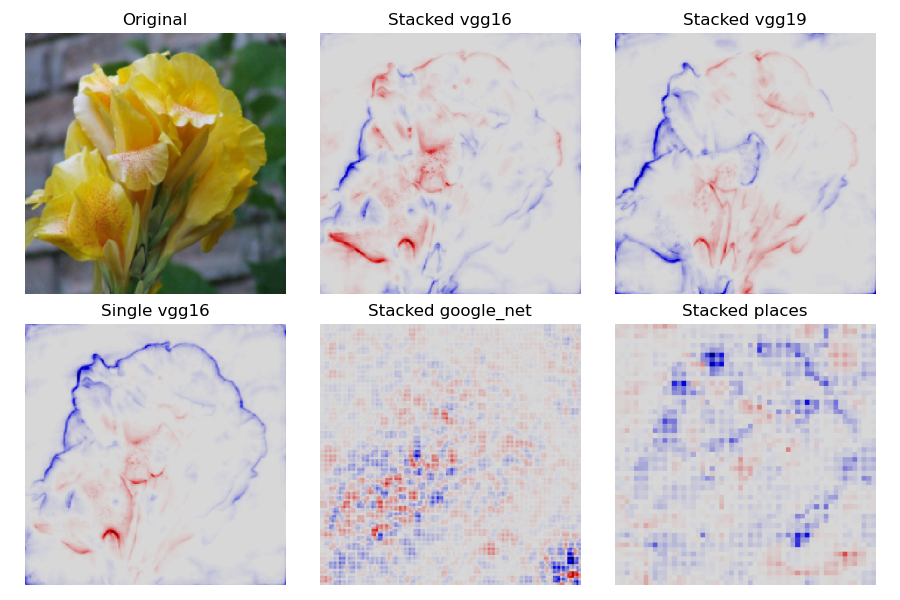 Original
Stacked vgg16
Stacked vgg19
Single vgg16
Stacked google_net
Stacked places